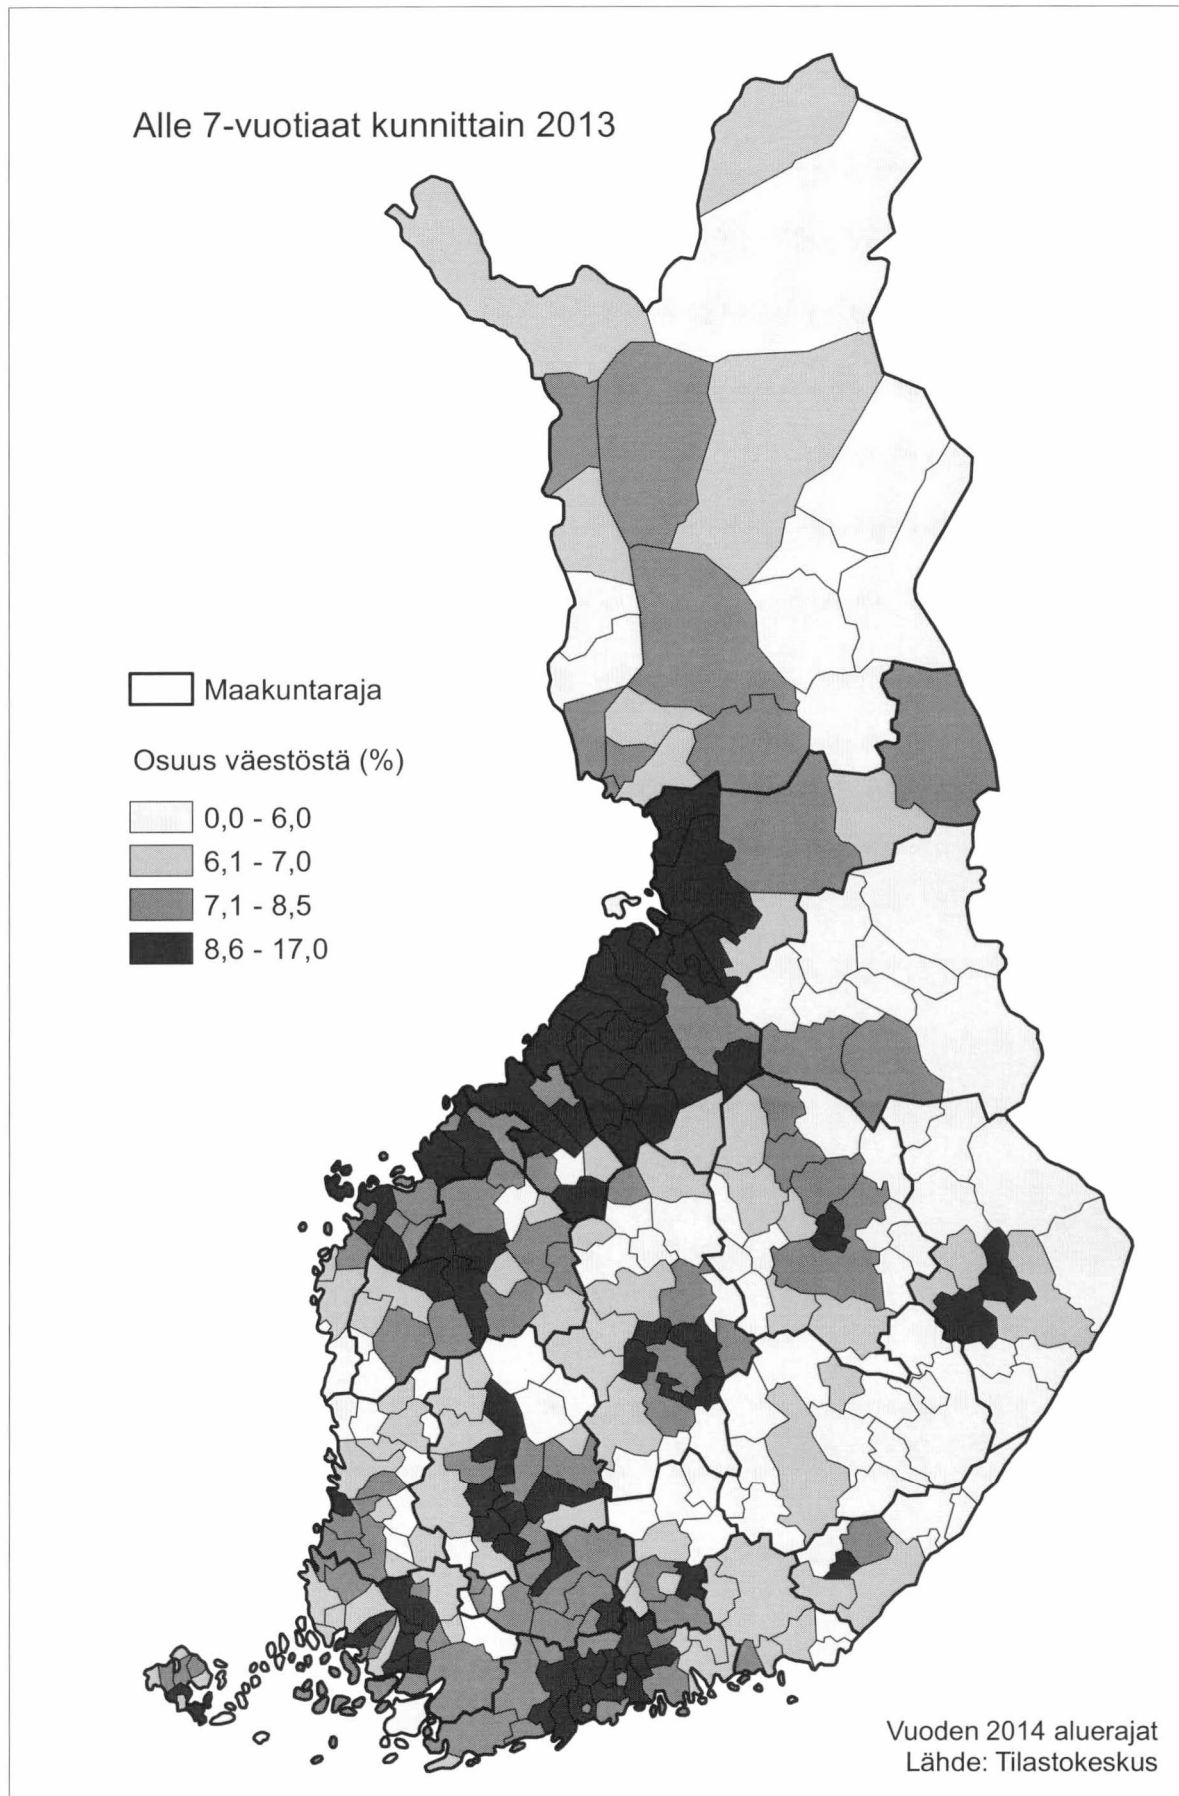 Alle 7-vuotiaat kunnittain 2013
Maakuntaraja
Osuus väestöstä (%)
0,0 - 6,0
6,1 - 7,0
7,1 - 8,5
8,6 - 17,0
Vuoden 2014 aluerajat
Lähde: Tilastokeskus